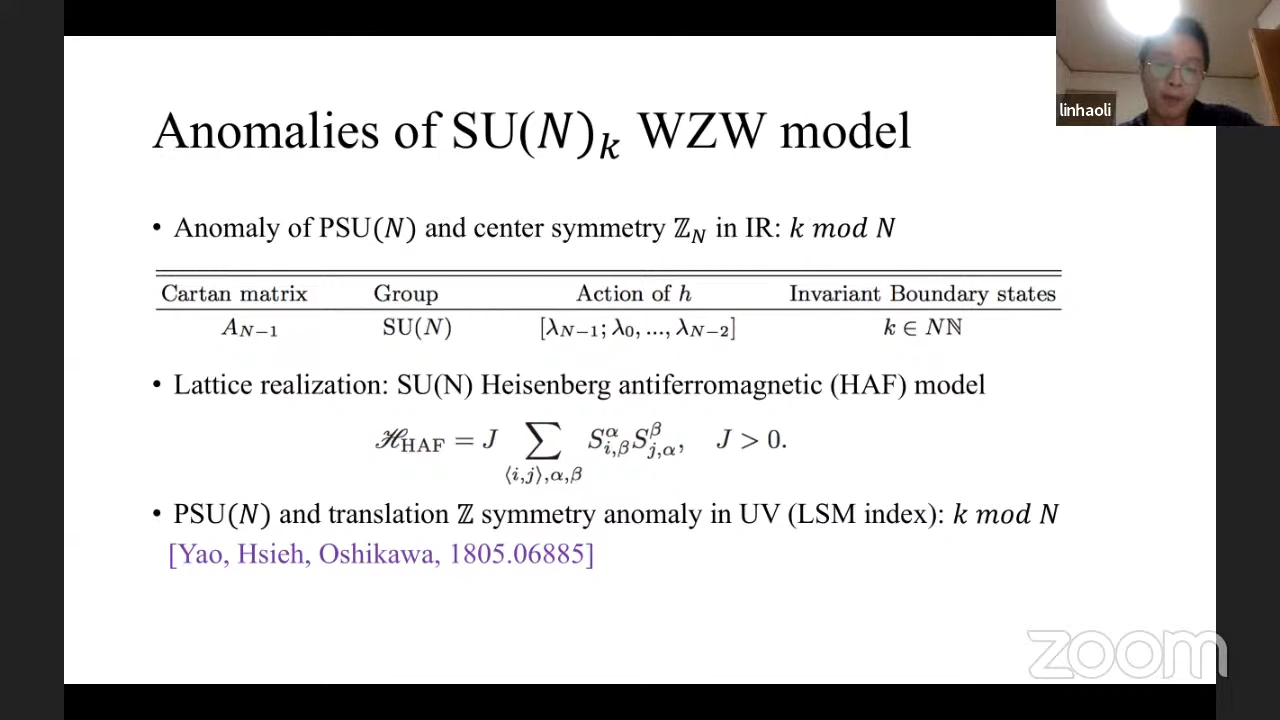 linhaoli
Anomalies of SU(𝑁)ₖ WZW model
• Anomaly of PSU(𝑁) and center symmetry ℤ_𝑁 in IR: 𝑘 𝑚𝑜𝑑 𝑁
Cartan matrix Group Action of ℎ Invariant Boundary states
A_{N−1} SU(N) [λ_{N−1}; λ_0, ..., λ_{N−2}] k ∈ Nℕ
• Lattice realization: SU(N) Heisenberg antiferromagnetic (HAF) model
ℋ_{HAF} = J ∑_{⟨i,j⟩,α,β} S^α_{i,β} S^β_{j,α}, J > 0.
• PSU(𝑁) and translation ℤ symmetry anomaly in UV (LSM index): 𝑘 𝑚𝑜𝑑 𝑁
[Yao, Hsieh, Oshikawa, 1805.06885]
zoom